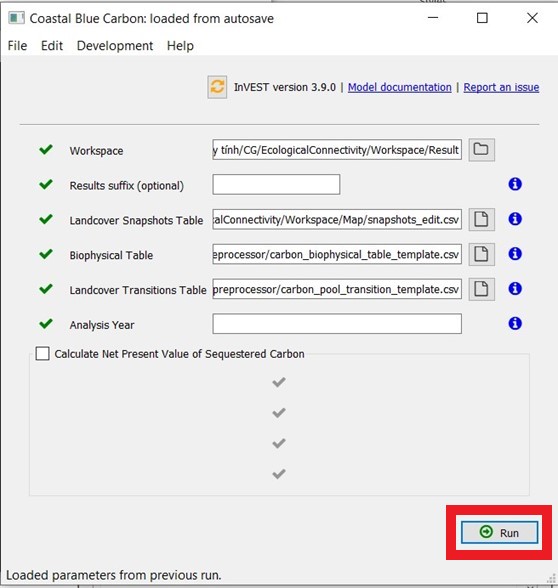 Coastal Blue Carbon: loaded from autosave
File Edit Development Help
InVEST version 3.9.0 | Model documentation | Report an issue
Workspace y tính/CG/EcologicalConnectivity/Workspace/Result
Results suffix (optional)
Landcover Snapshots Table alConnectivity/Workspace/Map/snapshots_edit.csv
Biophysical Table eprocessor/carbon_biophysical_table_template.csv
Landcover Transitions Table preprocessor/carbon_pool_transition_template.csv
Analysis Year
Calculate Net Present Value of Sequestered Carbon
Run
Loaded parameters from previous run.